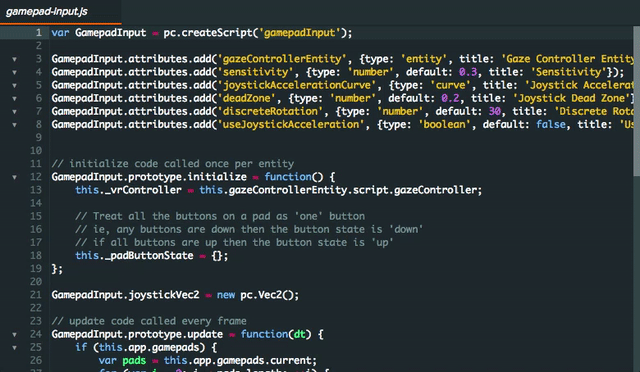 gamepad-input.js
1 var GamepadInput = pc.createScript('gamepadInput');
2
3 GamepadInput.attributes.add('gazeControllerEntity', {type: 'entity', title: 'Gaze Controller Entity
4 GamepadInput.attributes.add('sensitivity', {type: 'number', default: 0.3, title: 'Sensitivity'});
5 GamepadInput.attributes.add('joystickAccelerationCurve', {type: 'curve', title: 'Joystick Accelerat
6 GamepadInput.attributes.add('deadZone', {type: 'number', default: 0.2, title: 'Joystick Dead Zone'}
7 GamepadInput.attributes.add('discreteRotation', {type: 'number', default: 30, title: 'Discrete Rota
8 GamepadInput.attributes.add('useJoystickAcceleration', {type: 'boolean', default: false, title: 'Us
9
10
11 // initialize code called once per entity
12 GamepadInput.prototype.initialize = function() {
13 this._vrController = this.gazeControllerEntity.script.gazeController;
14
15 // Treat all the buttons on a pad as 'one' button
16 // ie, any buttons are down then the button state is 'down'
17 // if all buttons are up then the button state is 'up'
18 this._padButtonState = {};
19 };
20
21 GamepadInput.joystickVec2 = new pc.Vec2();
22
23 // update code called every frame
24 GamepadInput.prototype.update = function(dt) {
25 if (this.app.gamepads) {
26 var pads = this.app.gamepads.current;